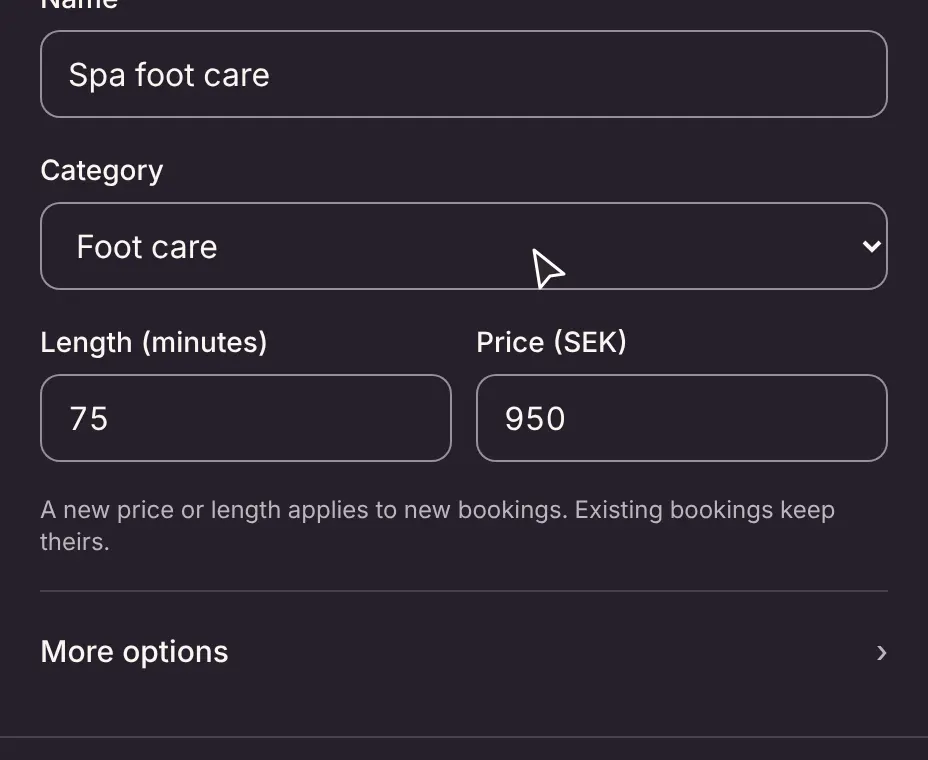 Name
Spa foot care
Category
Foot care
Length (minutes)
Price (SEK)
75
950
A new price or length applies to new bookings. Existing bookings keep
theirs.
More options